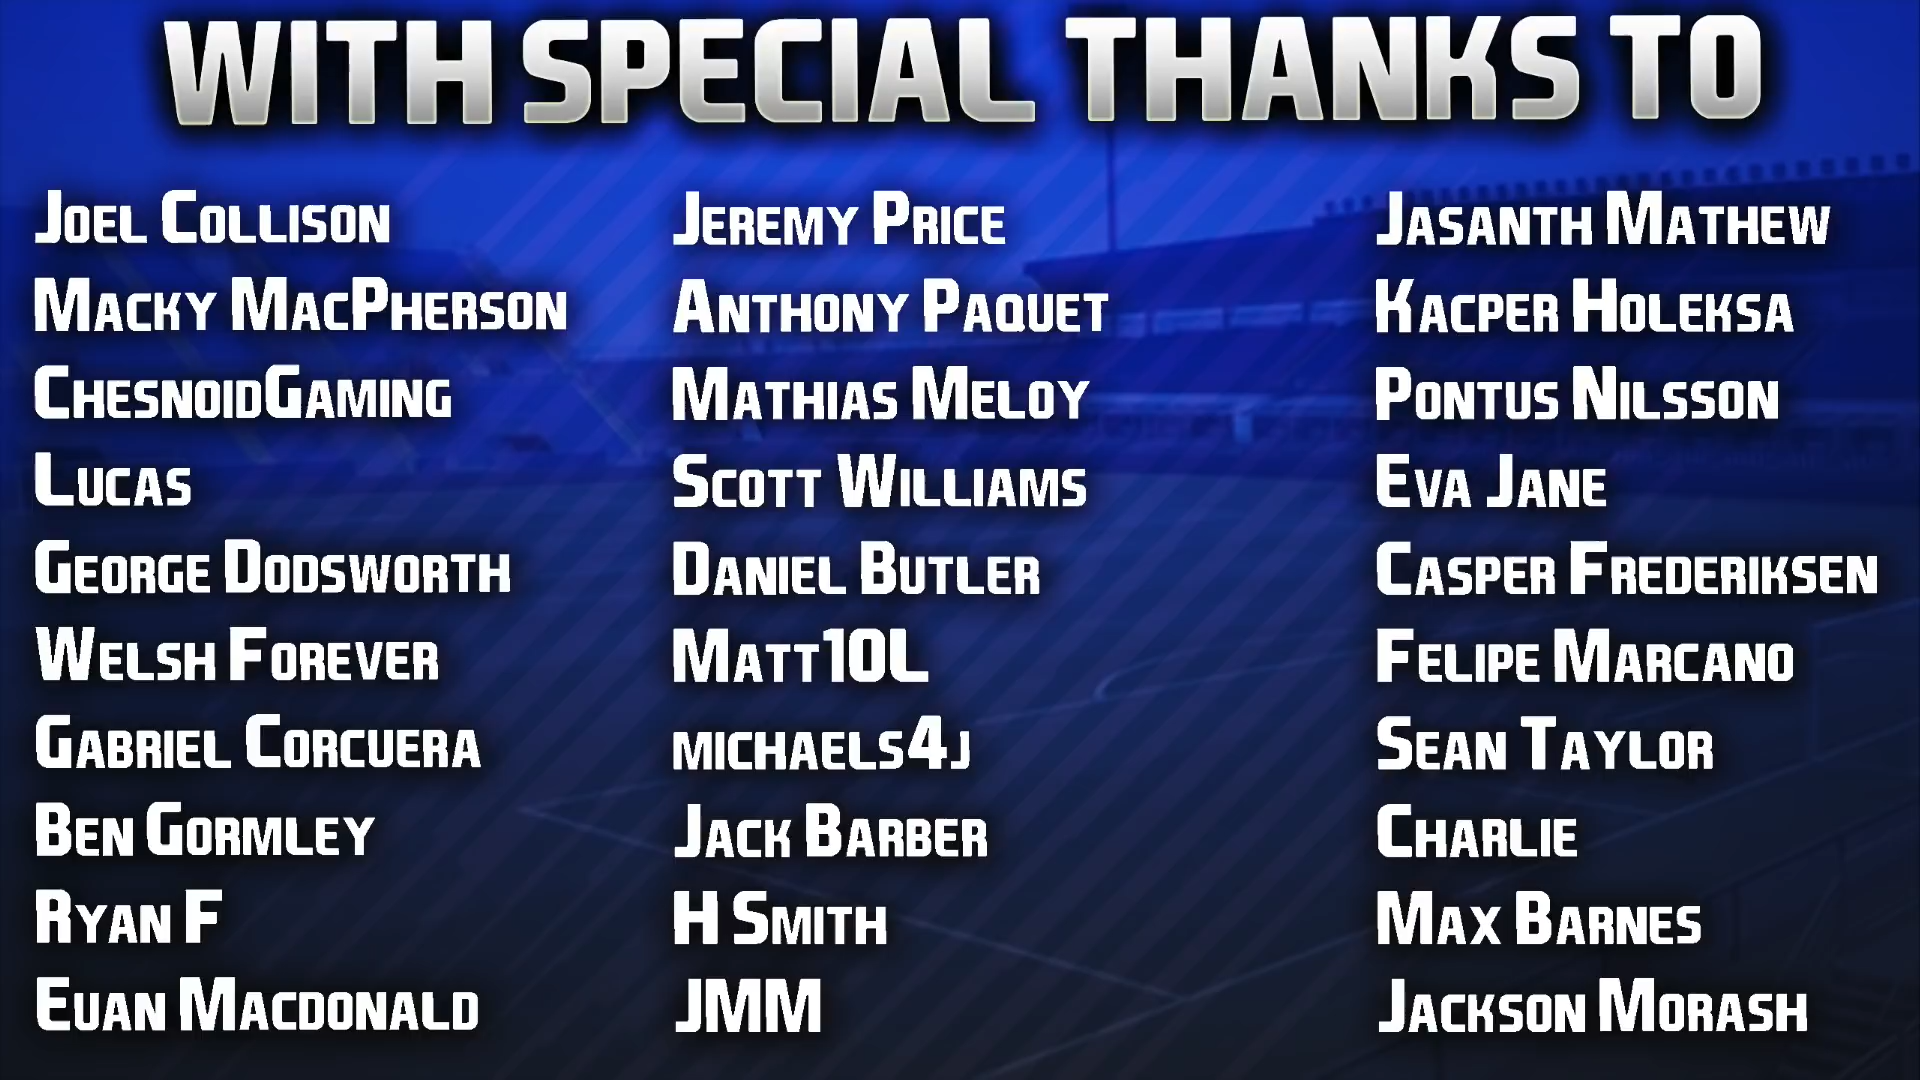 WITH SPECIAL THANKS TO
Joel Collison
Macky MacPherson
ChesnoidGaming
Lucas
George Dodsworth
Welsh Forever
Gabriel Corcuera
Ben Gormley
Ryan F
Euan Macdonald
Jeremy Price
Anthony Paquet
Mathias Meloy
Scott Williams
Daniel Butler
Matt10L
michaels4j
Jack Barber
H Smith
JMM
Jasanth Mathew
Kacper Holeksa
Pontus Nilsson
Eva Jane
Casper Frederiksen
Felipe Marcano
Sean Taylor
Charlie
Max Barnes
Jackson Morash